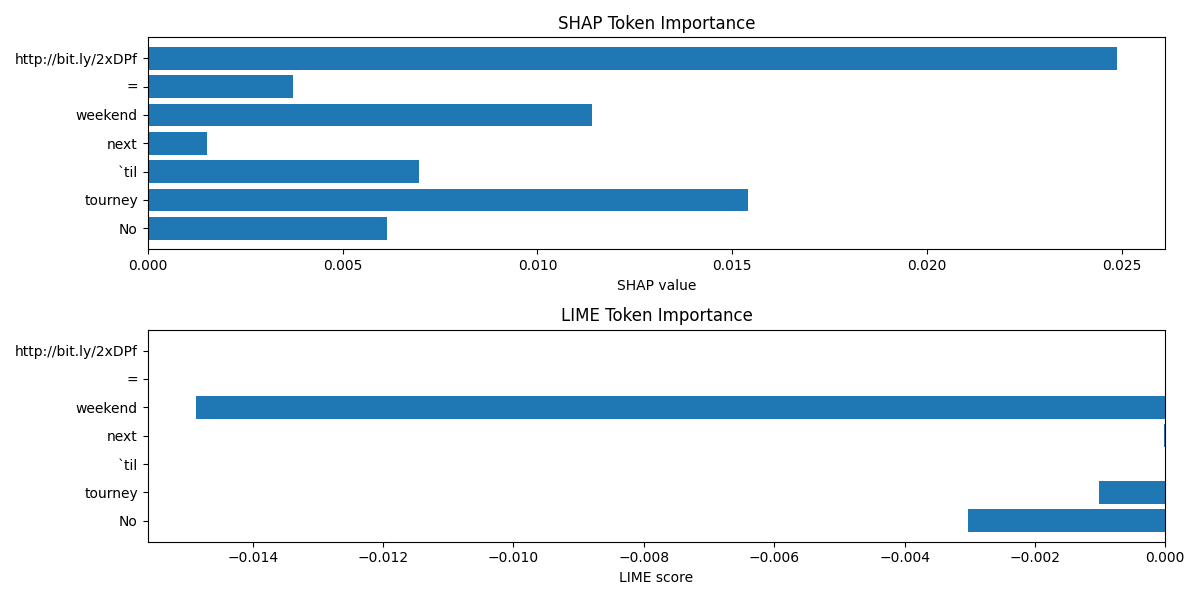 SHAP Token Importance
http://bit.ly/2xDPf
=
weekend
next
`til
tourney
No
0.000 0.005 0.010 0.015 0.020 0.025
SHAP value
LIME Token Importance
http://bit.ly/2xDPf
=
weekend
next
`til
tourney
No
−0.014 −0.012 −0.010 −0.008 −0.006 −0.004 −0.002 0.000
LIME score